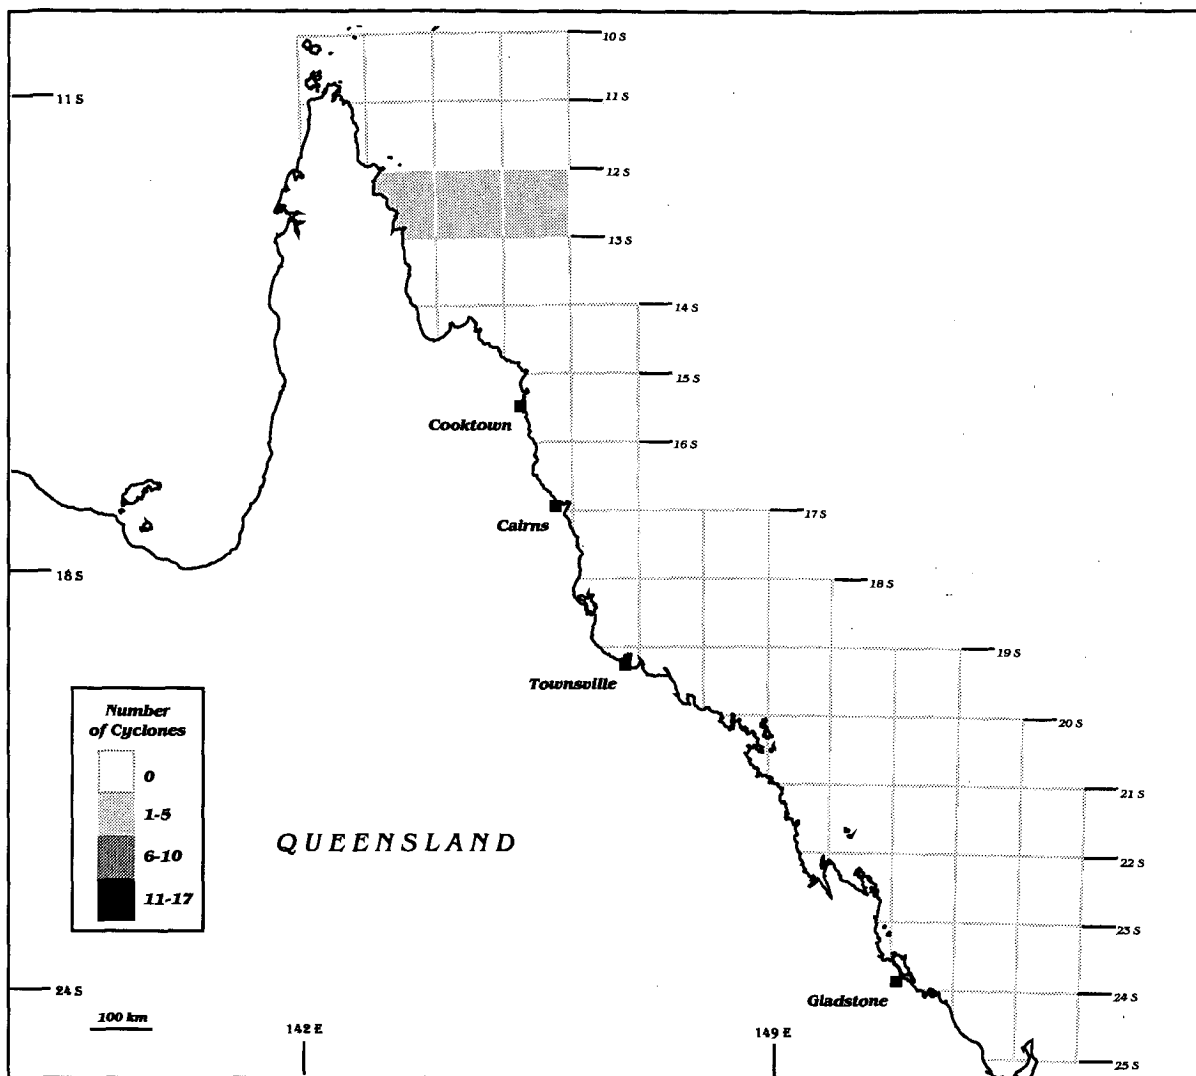 10 S
11 S
11 S
12 S
13 S
14 S
15 S
Cooktown
16 S
Cairns
17 S
18 S
18 S
19 S
Townsville
20 S
Number
of Cyclones
0
1-5
6-10
11-17
21 S
QUEENSLAND
22 S
23 S
24 S
Gladstone
24 S
100 km
142 E
149 E
25 S